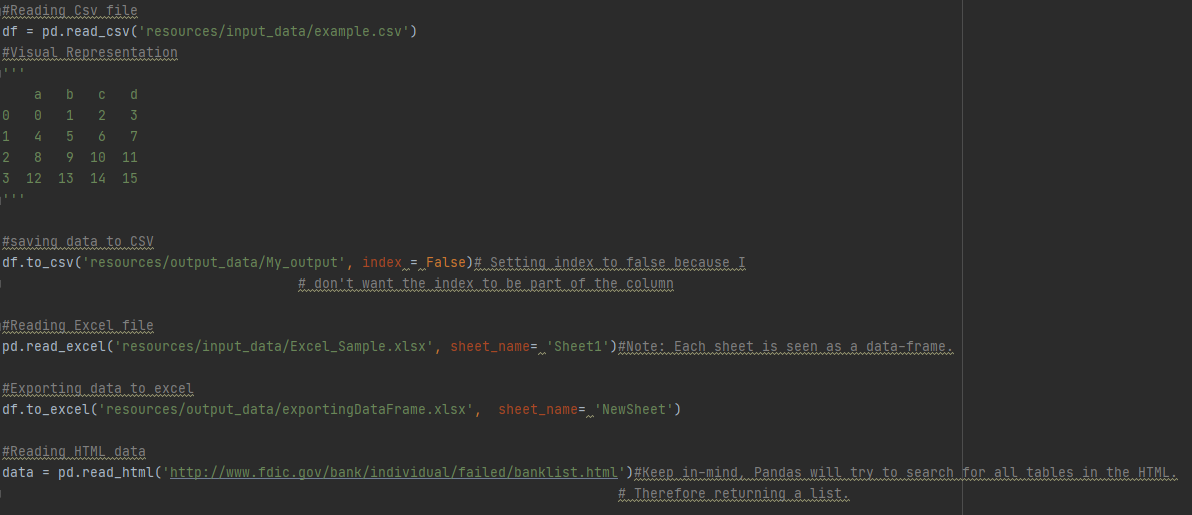 #Reading Csv file
df = pd.read_csv('resources/input_data/example.csv')
#Visual Representation
'''
    a   b   c   d
0   0   1   2   3
1   4   5   6   7
2   8   9  10  11
3  12  13  14  15
'''
#saving data to CSV
df.to_csv('resources/output_data/My_output', index = False)# Setting index to false because I
# don't want the index to be part of the column
#Reading Excel file
pd.read_excel('resources/input_data/Excel_Sample.xlsx', sheet_name= 'Sheet1')#Note: Each sheet is seen as a data-frame.
#Exporting data to excel
df.to_excel('resources/output_data/exportingDataFrame.xlsx',  sheet_name= 'NewSheet')
#Reading HTML data
data = pd.read_html('http://www.fdic.gov/bank/individual/failed/banklist.html')#Keep in-mind, Pandas will try to search for all tables in the HTML.
# Therefore returning a list.